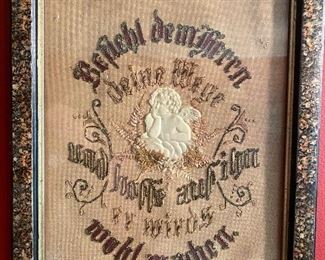 Befiehl dem Herren
deine Wege
und hoffe auf ihn
er wirds
wohl machen.